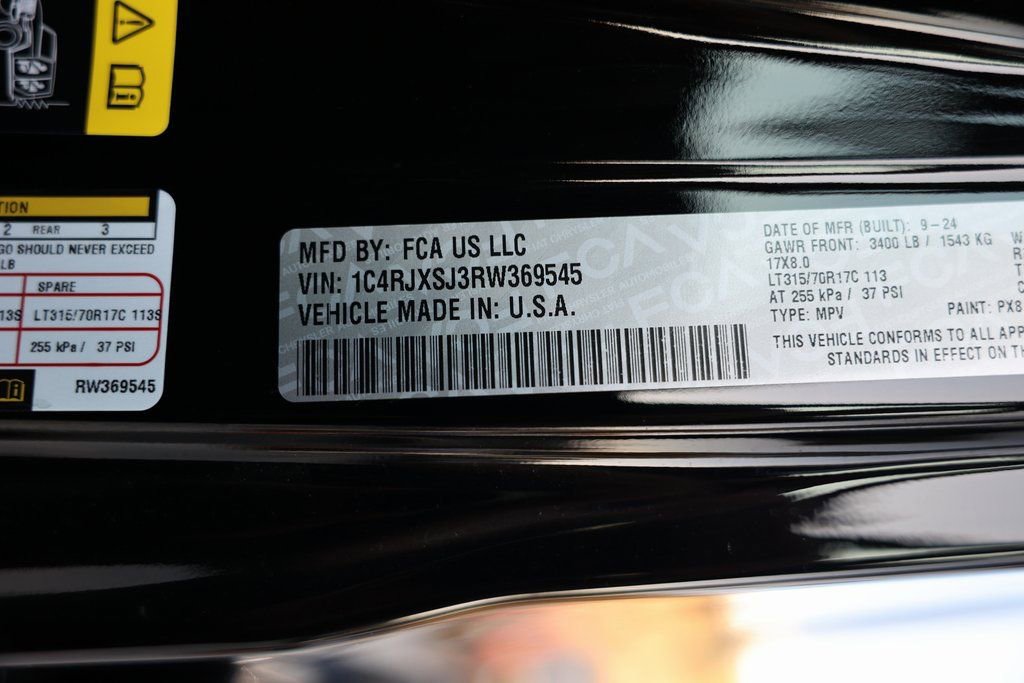 TION
2 REAR 3
GO SHOULD NEVER EXCEED
LB
SPARE
113S LT315/70R17C 113S
255 kPa / 37 PSI
RW369545
MFD BY: FCA US LLC
VIN: 1C4RJXSJ3RW369545
VEHICLE MADE IN: U.S.A.
DATE OF MFR (BUILT): 9-24
GAWR FRONT: 3400 LB / 1543 KG
17X8.0
LT315/70R17C 113
AT 255 kPa / 37 PSI
TYPE: MPV
PAINT: PX8
THIS VEHICLE CONFORMS TO ALL APP
STANDARDS IN EFFECT ON TH